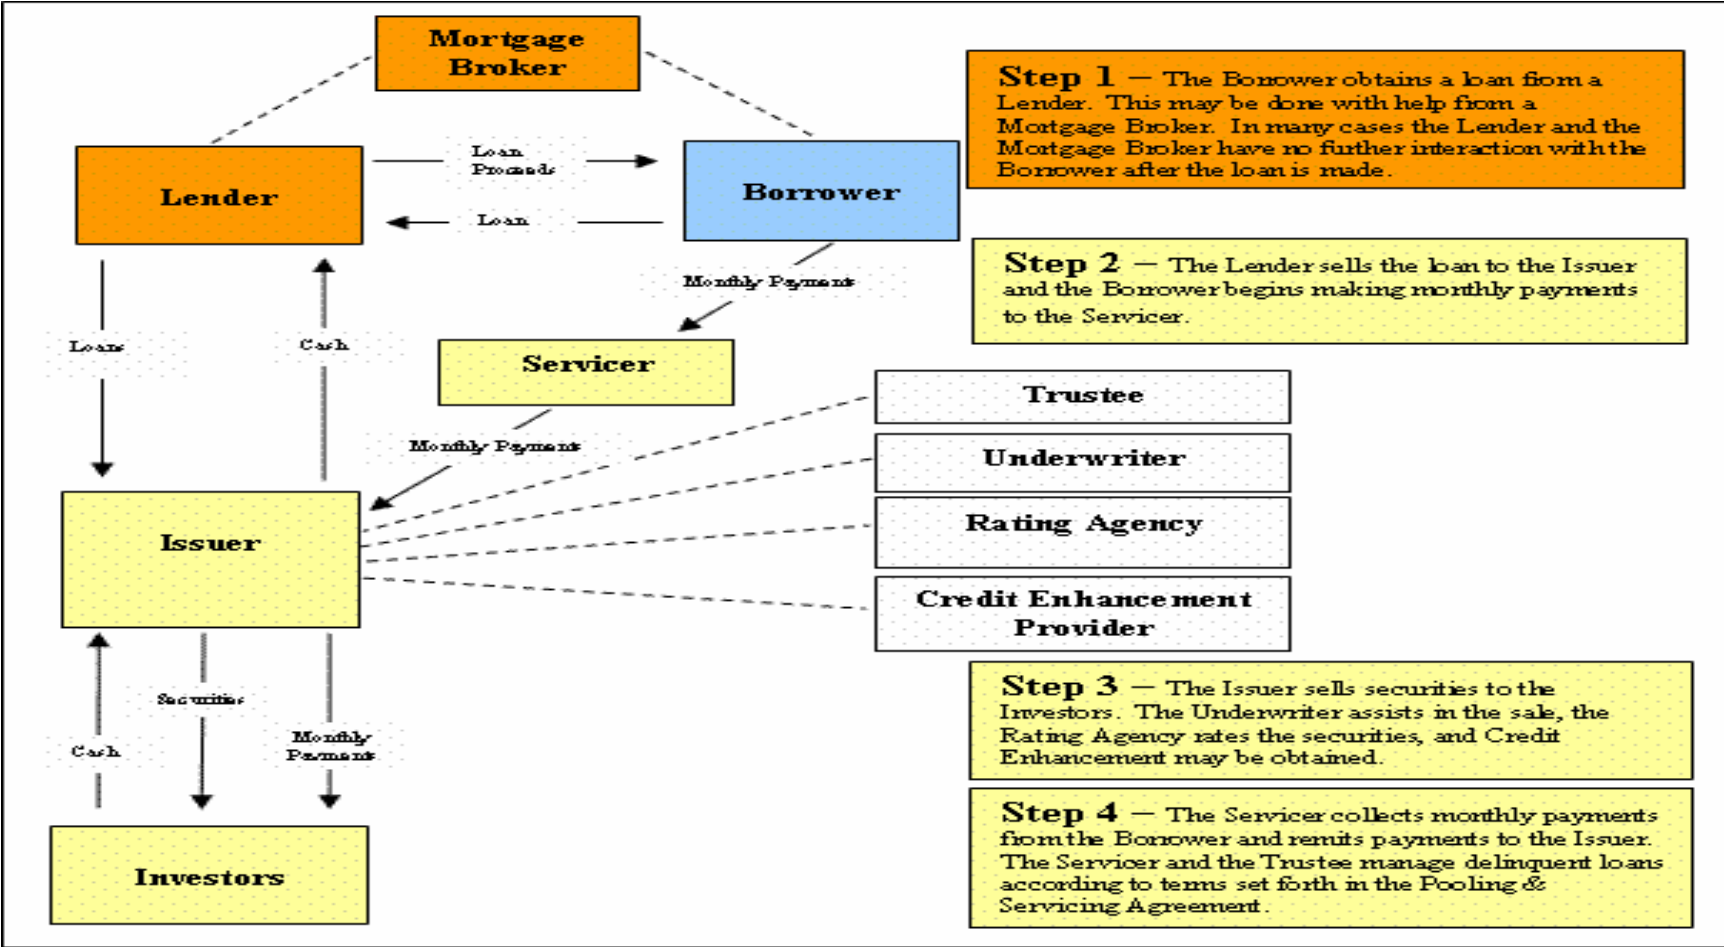 Mortgage
Broker
Step 1 – The Borrower obtains a loan from a
Lender. This may be done with help from a
Mortgage Broker. In many cases the Lender and the
Mortgage Broker have no further interaction with the
Borrower after the loan is made.
Loan
Proceeds
Lender
Borrower
Loan
Step 2 – The Lender sells the loan to the Issuer
and the Borrower begins making monthly payments
to the Servicer.
Monthly Payment
Loans
Cash
Servicer
Trustee
Monthly Payment
Underwriter
Issuer
Rating Agency
Credit Enhancement
Provider
Step 3 – The Issuer sells securities to the
Investors. The Underwriter assists in the sale, the
Rating Agency rates the securities, and Credit
Enhancement may be obtained.
Securities
Cash
Monthly
Payments
Step 4 – The Servicer collects monthly payments
from the Borrower and remits payments to the Issuer.
The Servicer and the Trustee manage delinquent loans
according to terms set forth in the Pooling &
Servicing Agreement.
Investors